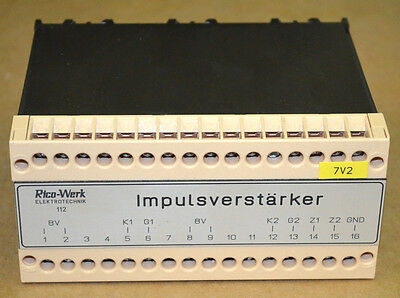 7V2
Rico-Werk
ELEKTROTECHNIK
112
Impulsverstärker
8V K1 G1 8V K2 G2 Z1 Z2 GND
1 2 3 4 5 6 7 8 9 10 11 12 13 14 15 16